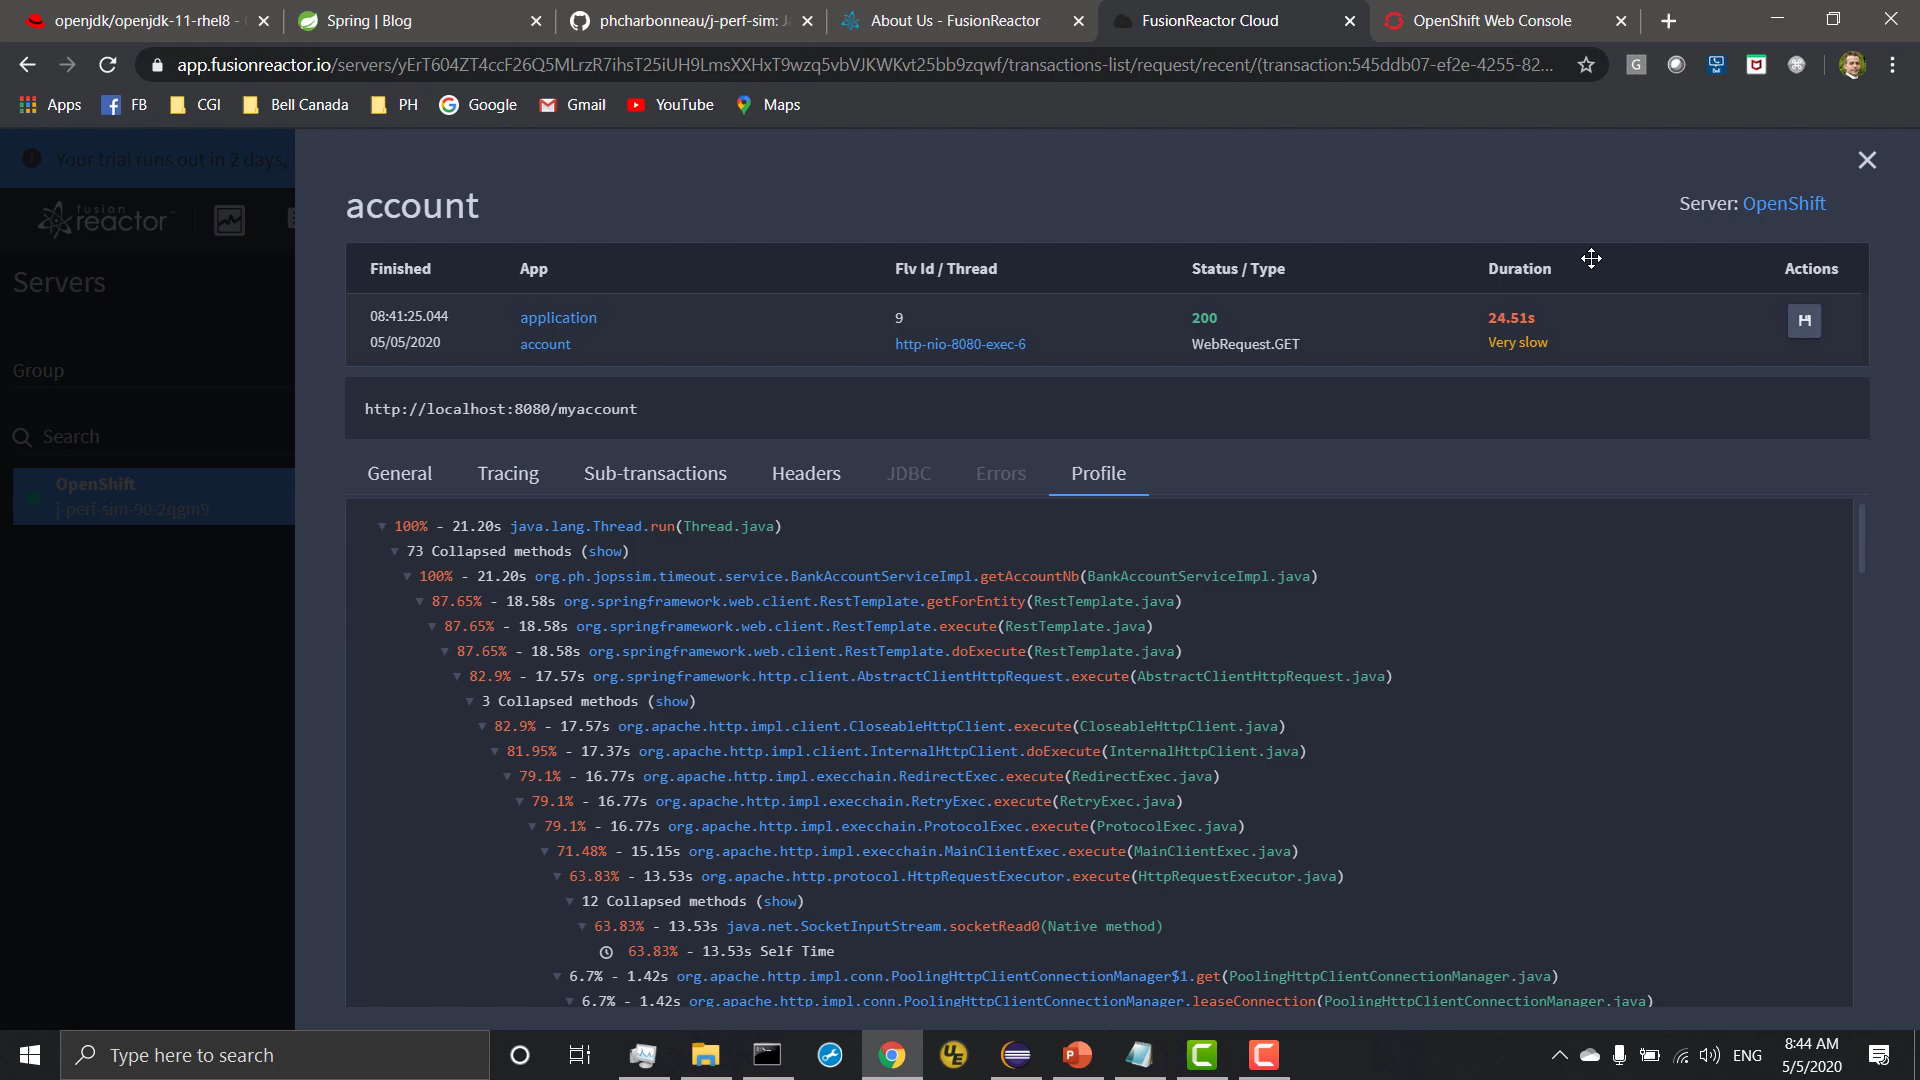 openjdk/openjdk-11-rhel8 - (
Spring | Blog
phcharbonneau/j-perf-sim: J
About Us - FusionReactor
FusionReactor Cloud
OpenShift Web Console
app.fusionreactor.io/servers/yErT604ZT4ccF26Q5MLrzR7ihsT25iUH9LmsXXHxT9wzq5vbVJKWKvt25bb9zqwf/transactions-list/request/recent/(transaction:545ddb07-ef2e-4255-82...
Apps
FB
CGI
Bell Canada
PH
Google
Gmail
YouTube
Maps
Your trial runs out in 2 days,
fusion
reactor
Servers
Group
Search
OpenShift
j-perf-sim-90-2qgm9
account
Server: OpenShift
Finished App Flv Id / Thread Status / Type Duration Actions
08:41:25.044 application 9 200 24.51s
05/05/2020 account http-nio-8080-exec-6 WebRequest.GET Very slow
http://localhost:8080/myaccount
General Tracing Sub-transactions Headers JDBC Errors Profile
100% - 21.20s java.lang.Thread.run(Thread.java)
73 Collapsed methods (show)
100% - 21.20s org.ph.jopssim.timeout.service.BankAccountServiceImpl.getAccountNb(BankAccountServiceImpl.java)
87.65% - 18.58s org.springframework.web.client.RestTemplate.getForEntity(RestTemplate.java)
87.65% - 18.58s org.springframework.web.client.RestTemplate.execute(RestTemplate.java)
87.65% - 18.58s org.springframework.web.client.RestTemplate.doExecute(RestTemplate.java)
82.9% - 17.57s org.springframework.http.client.AbstractClientHttpRequest.execute(AbstractClientHttpRequest.java)
3 Collapsed methods (show)
82.9% - 17.57s org.apache.http.impl.client.CloseableHttpClient.execute(CloseableHttpClient.java)
81.95% - 17.37s org.apache.http.impl.client.InternalHttpClient.doExecute(InternalHttpClient.java)
79.1% - 16.77s org.apache.http.impl.execchain.RedirectExec.execute(RedirectExec.java)
79.1% - 16.77s org.apache.http.impl.execchain.RetryExec.execute(RetryExec.java)
79.1% - 16.77s org.apache.http.impl.execchain.ProtocolExec.execute(ProtocolExec.java)
71.48% - 15.15s org.apache.http.impl.execchain.MainClientExec.execute(MainClientExec.java)
63.83% - 13.53s org.apache.http.protocol.HttpRequestExecutor.execute(HttpRequestExecutor.java)
12 Collapsed methods (show)
63.83% - 13.53s java.net.SocketInputStream.socketRead0(Native method)
63.83% - 13.53s Self Time
6.7% - 1.42s org.apache.http.impl.conn.PoolingHttpClientConnectionManager$1.get(PoolingHttpClientConnectionManager.java)
6.7% - 1.42s org.apache.http.impl.conn.PoolingHttpClientConnectionManager.leaseConnection(PoolingHttpClientConnectionManager.java)
Type here to search
ENG
8:44 AM
5/5/2020